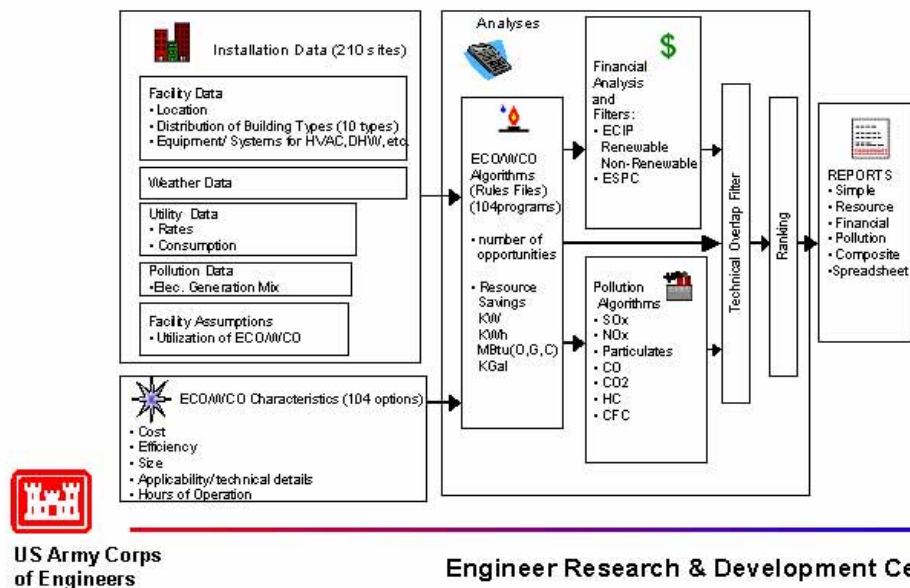 Installation Data (210 sites)
Facility Data
• Location
• Distribution of Building Types (10 types)
• Equipment/ Systems for HVAC, DHW, etc.
Weather Data
Utility Data
• Rates
• Consumption
Pollution Data
• Elec. Generation Mix
Facility Assumptions
• Utilization of ECO/WCO
ECO/WCO Characteristics (104 options)
• Cost
• Efficiency
• Size
• Applicability/technical details
• Hours of Operation
Analyses
ECO/WCO
Algorithms
(Rules Files)
(104programs)
• number of
opportunities
• Resource
Savings
KW
KWh
MBtu(O,G,C)
KGal
$
Financial
Analysis
and
Filters:
• ECIP
Renewable
Non-Renewable
• ESPC
Pollution
Algorithms
• SOx
• NOx
• Particulates
• CO
• CO2
• HC
• CFC
Technical Overlap Filter
Ranking
REPORTS
• Simple
• Resource
• Financial
• Pollution
• Composite
• Spreadsheet
US Army Corps
of Engineers
Engineer Research & Development Ce